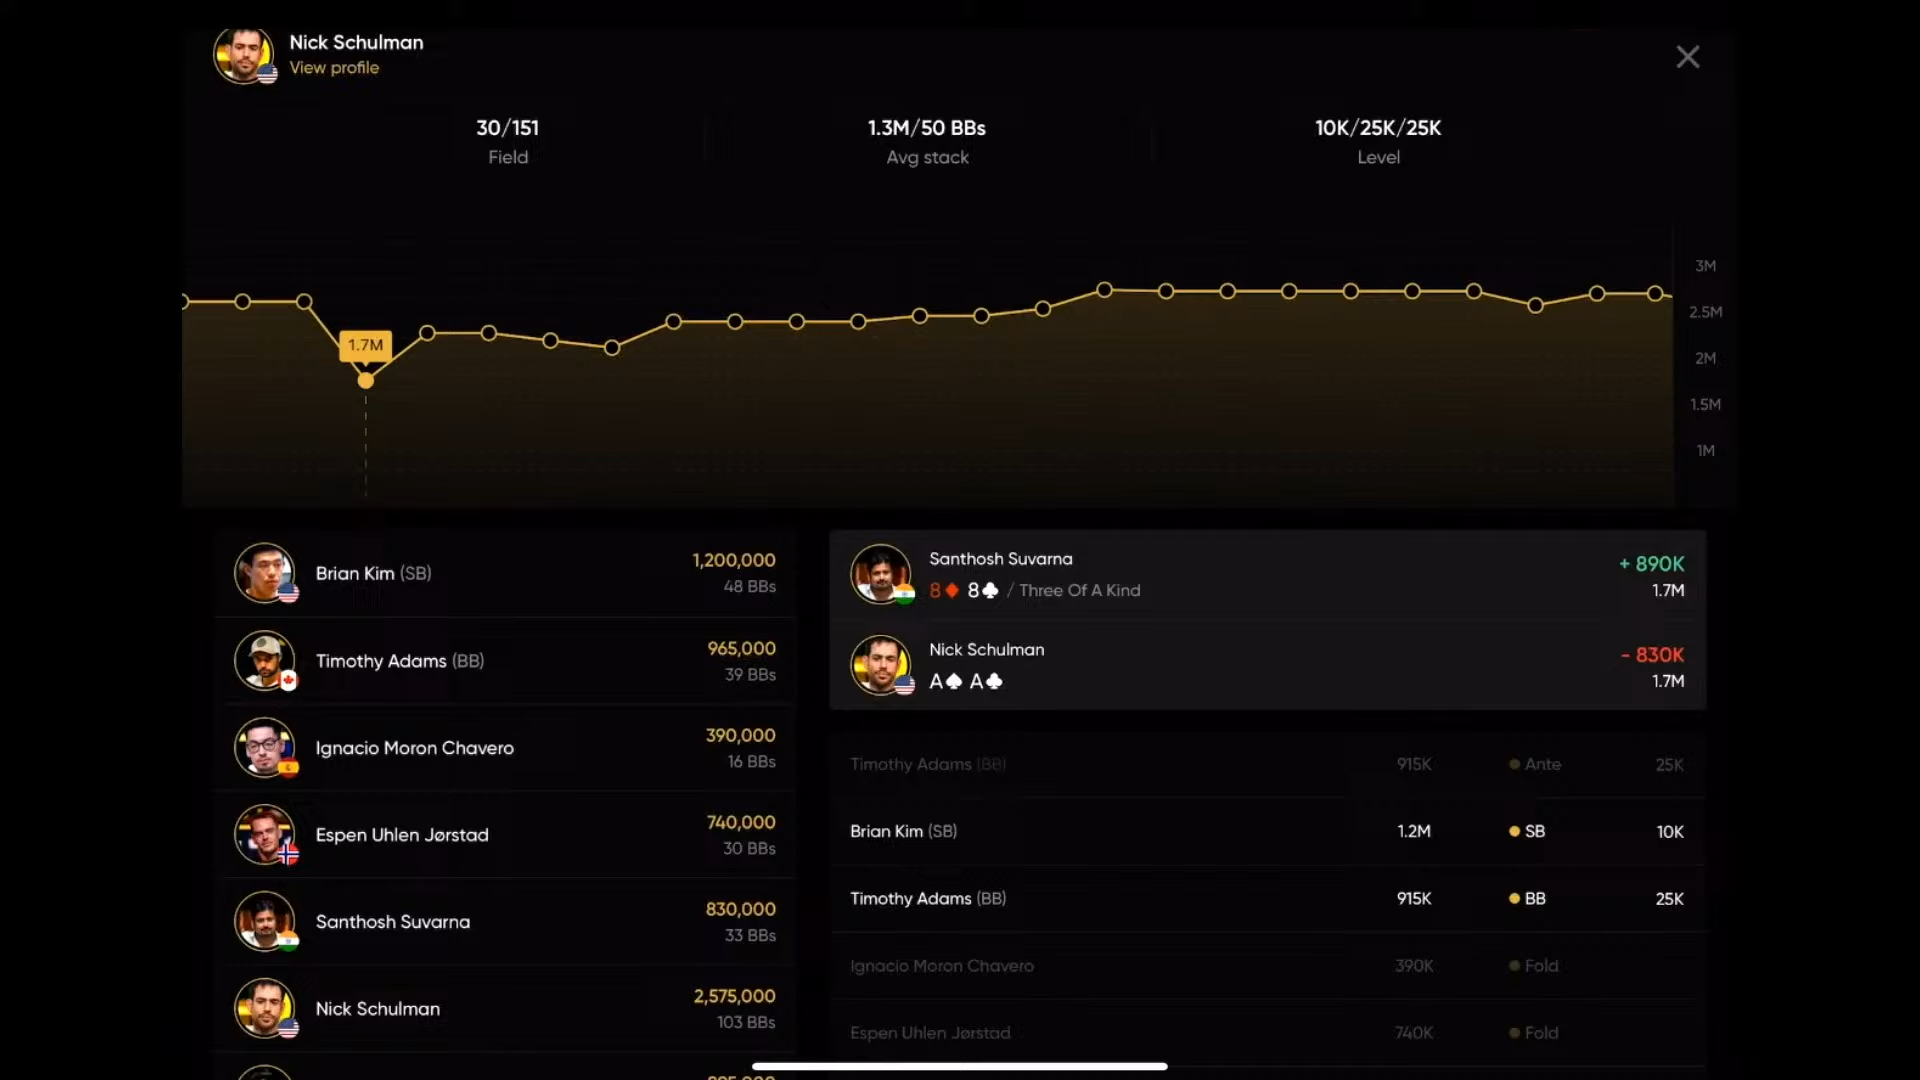 Nick Schulman
View profile
30/151
Field
1.3M/50 BBs
Avg stack
10K/25K/25K
Level
1.7M
3M
2.5M
2M
1.5M
1M
Brian Kim (SB)
1,200,000
48 BBs
Timothy Adams (BB)
965,000
39 BBs
Ignacio Moron Chavero
390,000
16 BBs
Espen Uhlen Jørstad
740,000
30 BBs
Santhosh Suvarna
830,000
33 BBs
Nick Schulman
2,575,000
103 BBs
Santhosh Suvarna
8♦ 8♣ / Three Of A Kind
+ 890K
1.7M
Nick Schulman
A♠ A♣
- 830K
1.7M
Timothy Adams (BB) 915K Ante 25K
Brian Kim (SB) 1.2M SB 10K
Timothy Adams (BB) 915K BB 25K
Ignacio Moron Chavero 390K Fold
Espen Uhlen Jørstad 740K Fold